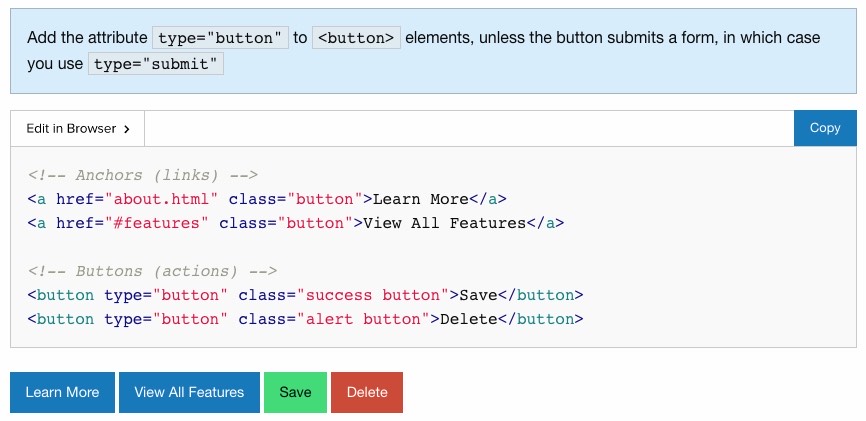 Add the attribute type="button" to <button> elements, unless the button submits a form, in which case
you use type="submit"
Edit in Browser ›
Copy
<!-- Anchors (links) -->
<a href="about.html" class="button">Learn More</a>
<a href="#features" class="button">View All Features</a>
<!-- Buttons (actions) -->
<button type="button" class="success button">Save</button>
<button type="button" class="alert button">Delete</button>
Learn More
View All Features
Save
Delete